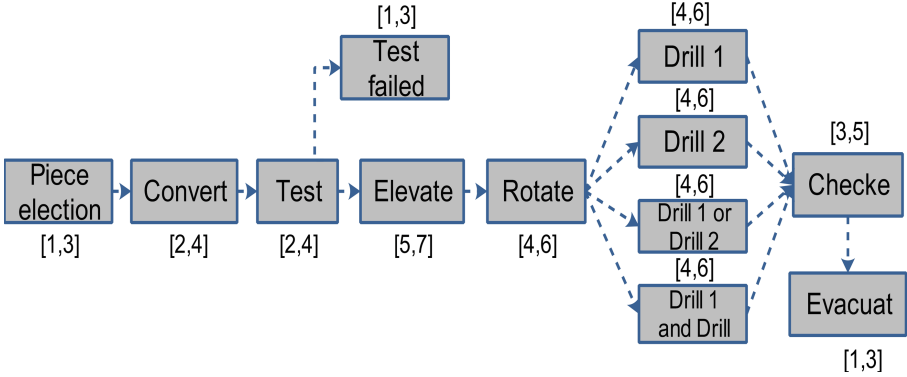 [1,3]
Test
failed
Piece
election
[1,3]
Convert
[2,4]
Test
[2,4]
Elevate
[5,7]
Rotate
[4,6]
[4,6]
Drill 1
[4,6]
Drill 2
[4,6]
Drill 1 or
Drill 2
[4,6]
Drill 1
and Drill
[3,5]
Checke
Evacuat
[1,3]